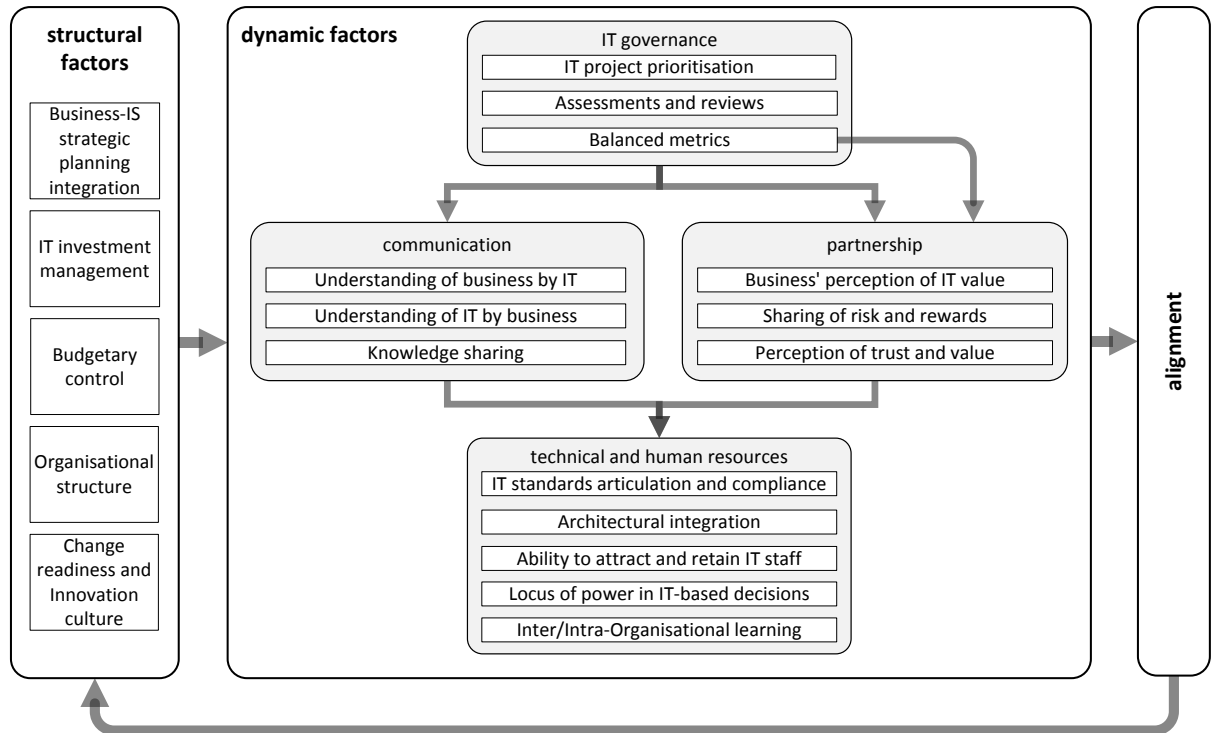 structural
factors
Business-IS
strategic
planning
integration
IT investment
management
Budgetary
control
Organisational
structure
Change
readiness and
Innovation
culture
dynamic factors
IT governance
IT project prioritisation
Assessments and reviews
Balanced metrics
communication
Understanding of business by IT
Understanding of IT by business
Knowledge sharing
partnership
Business' perception of IT value
Sharing of risk and rewards
Perception of trust and value
technical and human resources
IT standards articulation and compliance
Architectural integration
Ability to attract and retain IT staff
Locus of power in IT-based decisions
Inter/Intra-Organisational learning
alignment